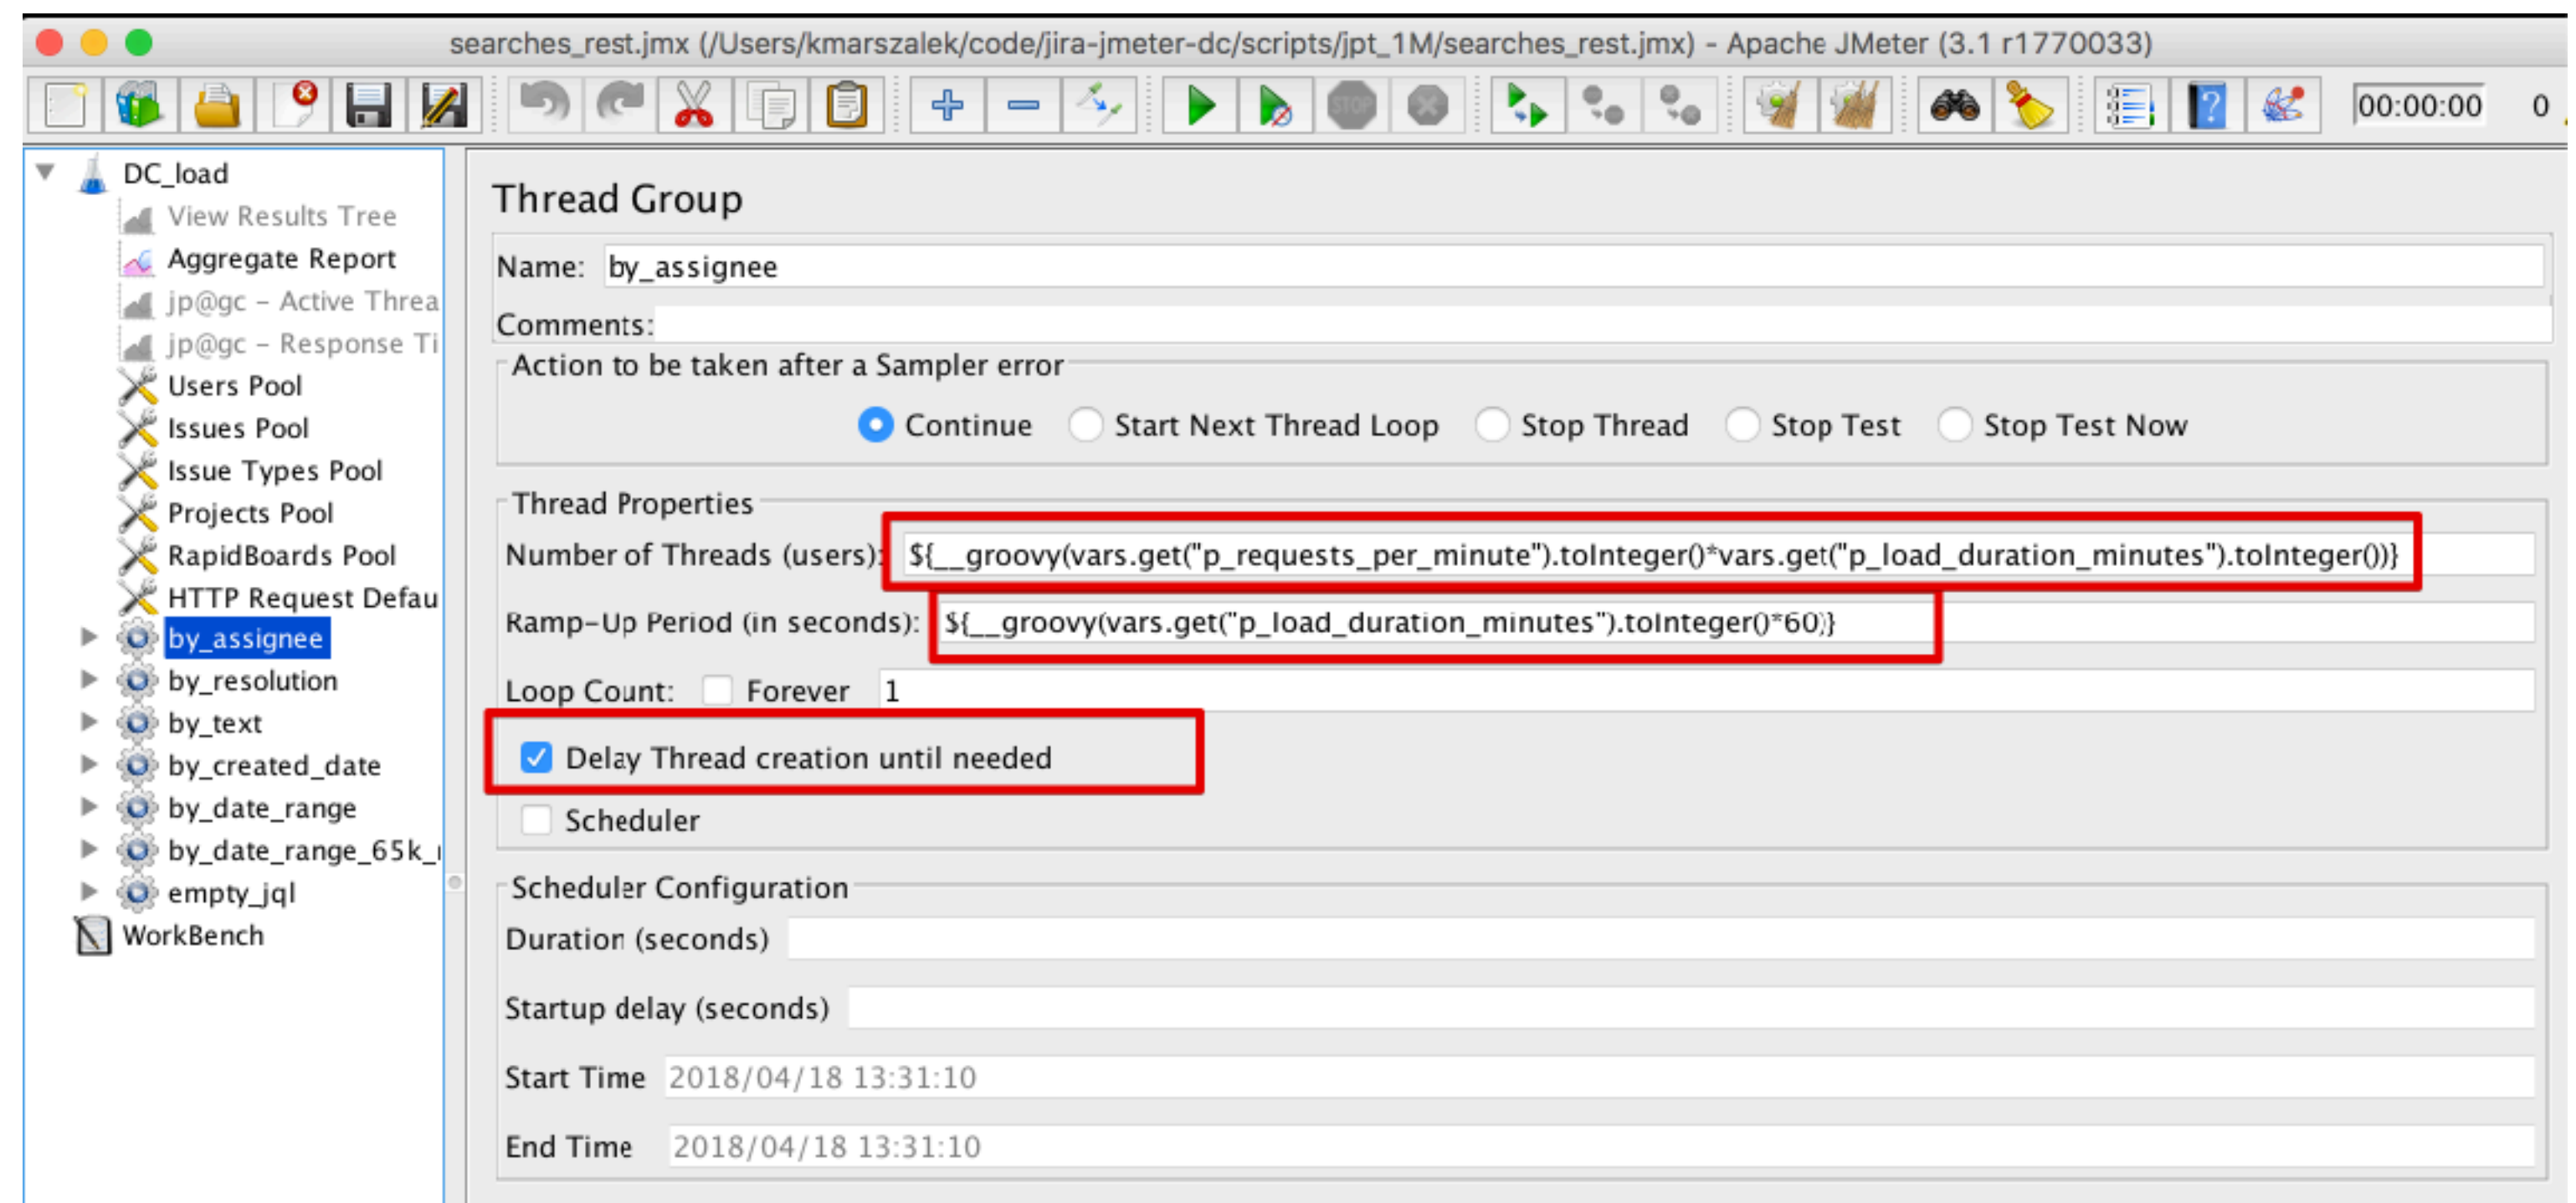 searches_rest.jmx (/Users/kmarszalek/code/jira-jmeter-dc/scripts/jpt_1M/searches_rest.jmx) - Apache JMeter (3.1 r1770033)
STOP
?
00:00:00
0
DC_load
View Results Tree
Aggregate Report
jp@gc - Active Threa
jp@gc - Response Ti
Users Pool
Issues Pool
Issue Types Pool
Projects Pool
RapidBoards Pool
HTTP Request Defau
by_assignee
by_resolution
by_text
by_created_date
by_date_range
by_date_range_65k_
empty_jql
WorkBench
Thread Group
Name: by_assignee
Comments:
Action to be taken after a Sampler error
Continue Start Next Thread Loop Stop Thread Stop Test Stop Test Now
Thread Properties
Number of Threads (users): ${__groovy(vars.get("p_requests_per_minute").toInteger()*vars.get("p_load_duration_minutes").toInteger())}
Ramp-Up Period (in seconds): ${__groovy(vars.get("p_load_duration_minutes").toInteger()*60)}
Loop Count: Forever 1
Delay Thread creation until needed
Scheduler
Scheduler Configuration
Duration (seconds)
Startup delay (seconds)
Start Time 2018/04/18 13:31:10
End Time 2018/04/18 13:31:10